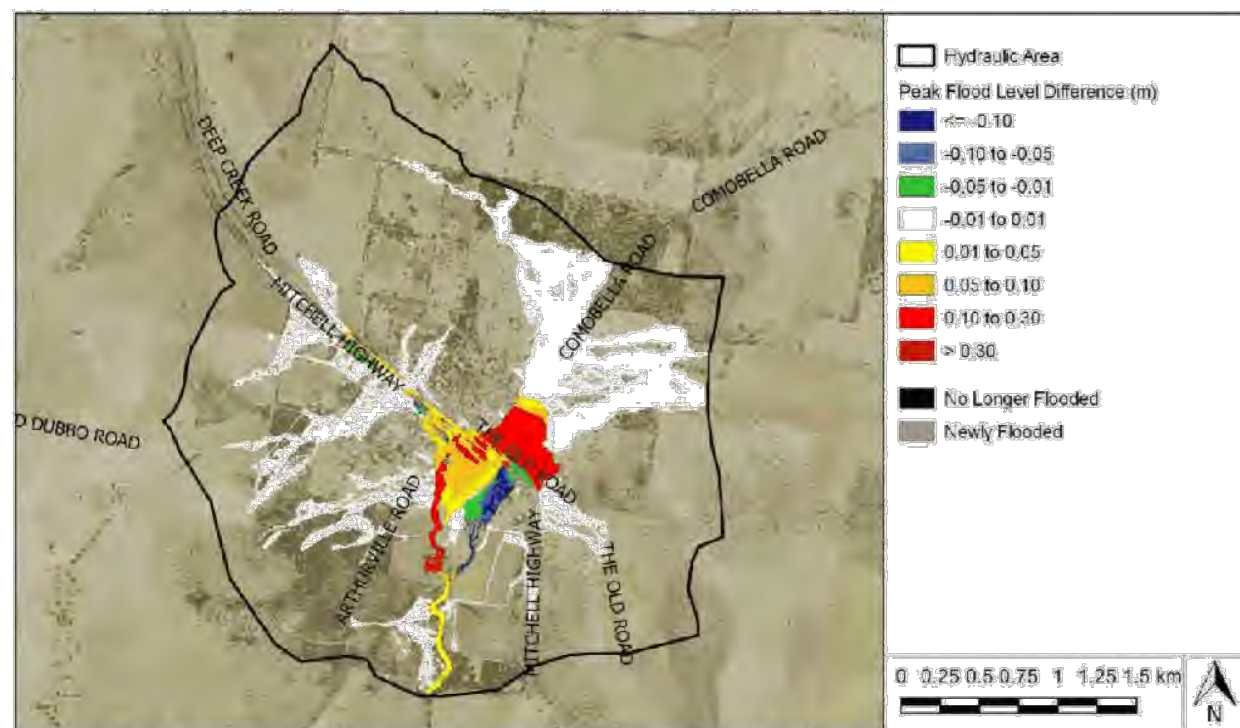 DEEP CREEK ROAD
COMOBELLA ROAD
COMOBELLA ROAD
MITCHELL HIGHWAY
D DUBBO ROAD
THE ROAD
ARTHURVILLE ROAD
MITCHELL HIGHWAY
THE OLD ROAD
Hydraulic Area
Peak Flood Level Difference (m)
<= -0.10
-0.10 to -0.05
-0.05 to -0.01
-0.01 to 0.01
0.01 to 0.05
0.05 to 0.10
0.10 to 0.30
> 0.30
No Longer Flooded
Newly Flooded
0 0.25 0.5 0.75 1 1.25 1.5 km
N